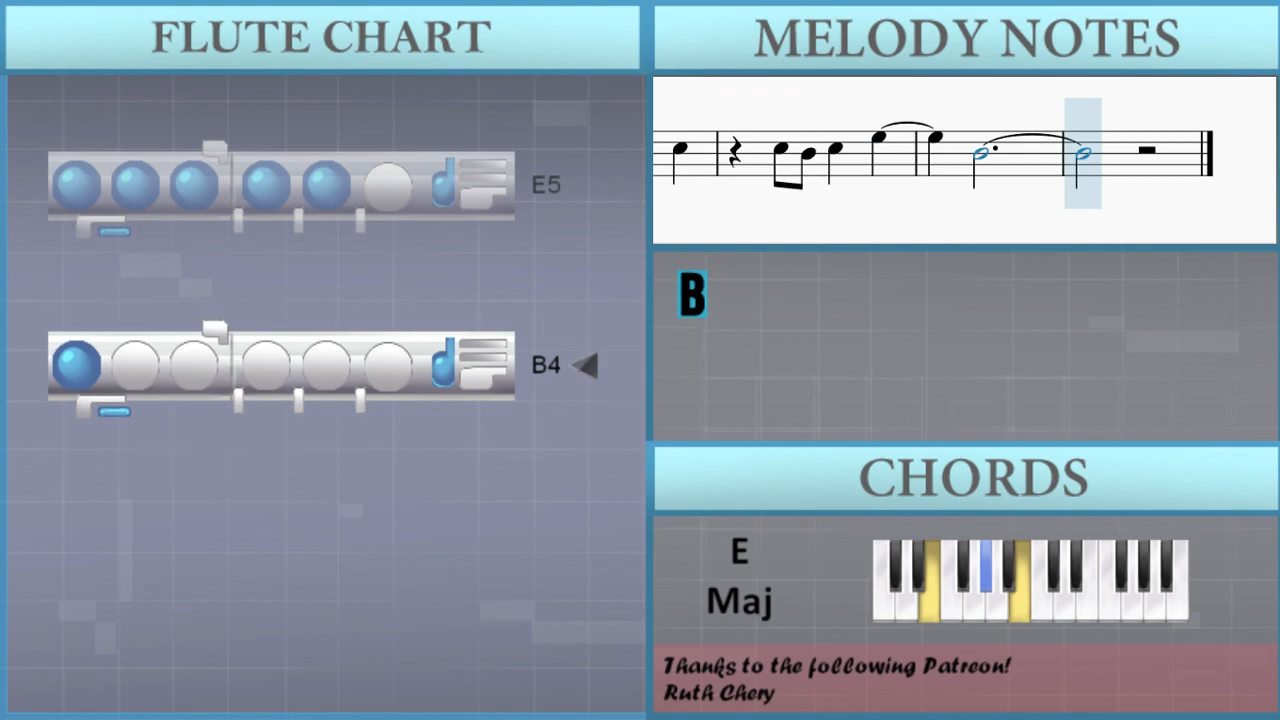 FLUTE CHART
E5
B4
MELODY NOTES
B
CHORDS
E
Maj
Thanks to the following Patreon!
Ruth Chery